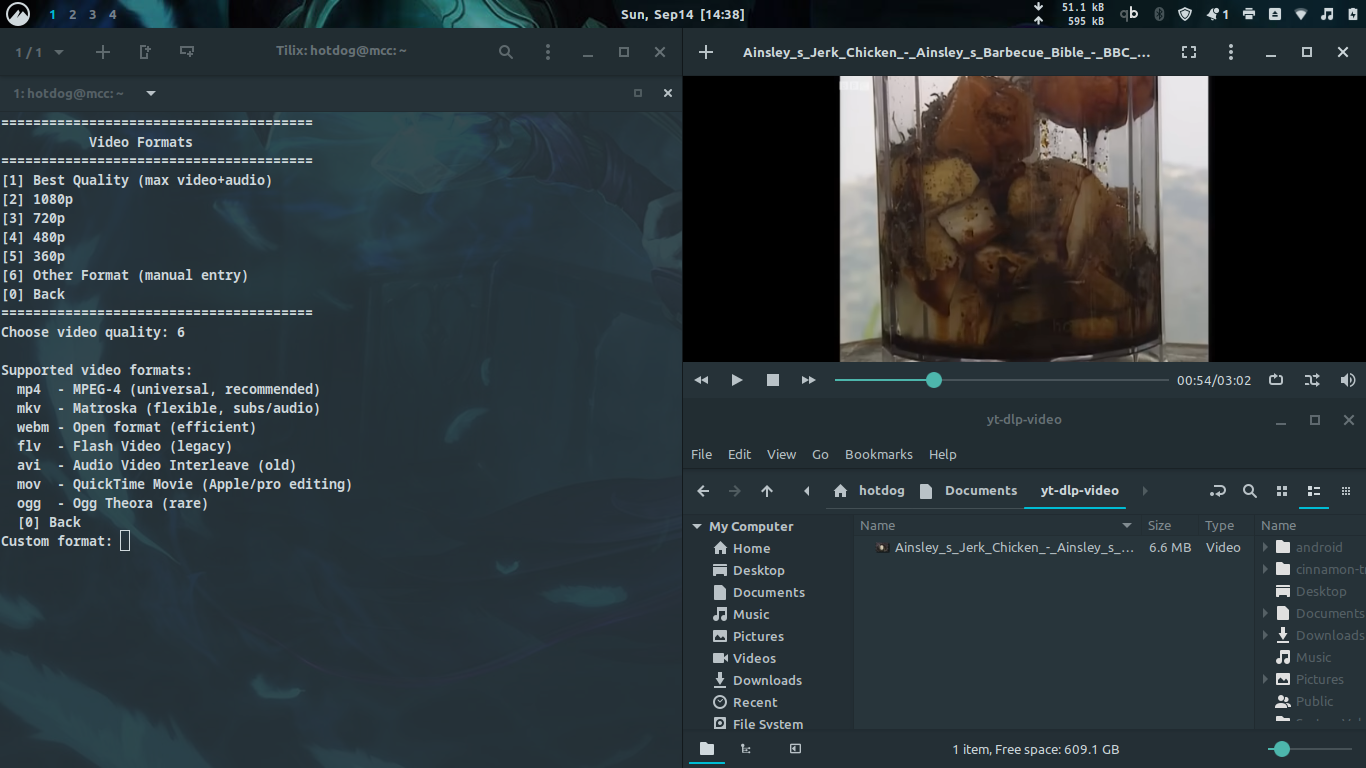 1 2 3 4
Sun, Sep14 [14:38]
51.1 kB
595 kB
qb
1
1 / 1
Tilix: hotdog@mcc: ~
1: hotdog@mcc: ~
=======================================
Video Formats
=======================================
[1] Best Quality (max video+audio)
[2] 1080p
[3] 720p
[4] 480p
[5] 360p
[6] Other Format (manual entry)
[0] Back
=======================================
Choose video quality: 6
Supported video formats:
mp4 - MPEG-4 (universal, recommended)
mkv - Matroska (flexible, subs/audio)
webm - Open format (efficient)
flv - Flash Video (legacy)
avi - Audio Video Interleave (old)
mov - QuickTime Movie (Apple/pro editing)
ogg - Ogg Theora (rare)
[0] Back
Custom format:
Ainsley_s_Jerk_Chicken_-_Ainsley_s_Barbecue_Bible_-_BBC_...
00:54/03:02
yt-dlp-video
File Edit View Go Bookmarks Help
hotdog Documents yt-dlp-video
My Computer
Home
Desktop
Documents
Music
Pictures
Videos
Downloads
Recent
File System
Name Size Type
Ainsley_s_Jerk_Chicken_-_Ainsley_s_... 6.6 MB Video
Name
android
cinnamon-t
Desktop
Documents
Downloads
Music
Pictures
Public
1 item, Free space: 609.1 GB